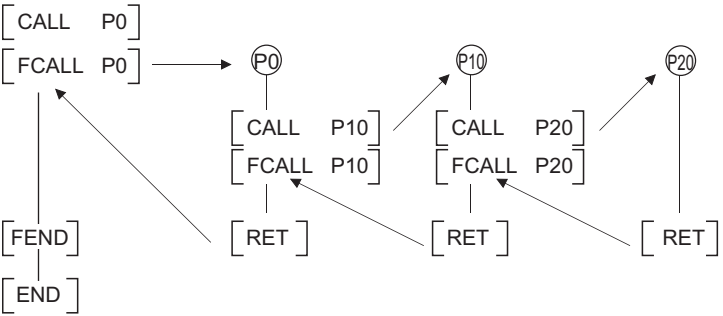 [CALL P0]
[FCALL P0]
P0
[CALL P10]
[FCALL P10]
[RET]
P10
[CALL P20]
[FCALL P20]
[RET]
P20
[RET]
[FEND]
[END]